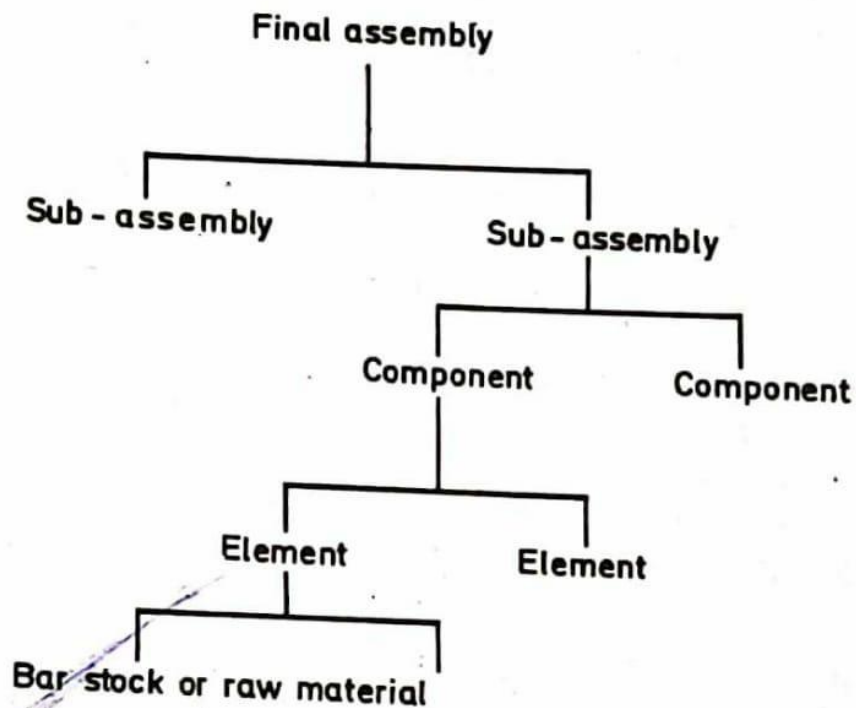 Final assembly
Sub-assembly
Sub-assembly
Component
Component
Element
Element
Bar stock or raw material